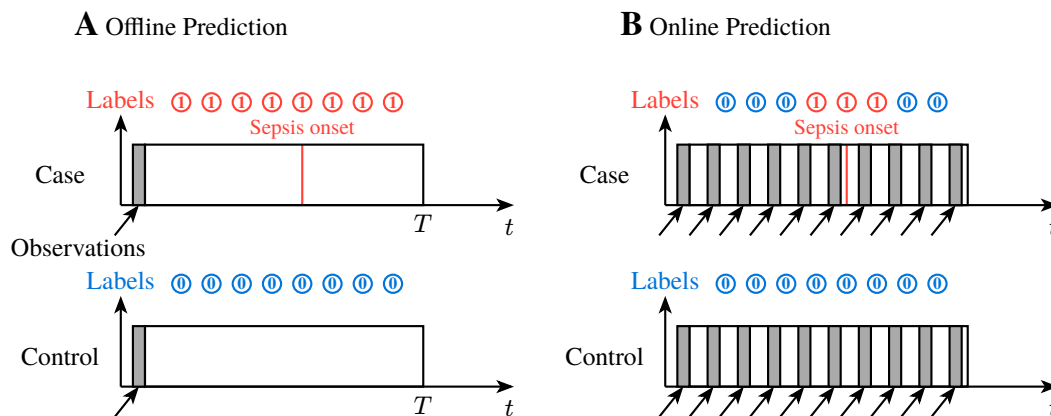 A Offline Prediction
Labels 1 1 1 1 1 1 1 1
Sepsis onset
Case
T t
Observations
Labels 0 0 0 0 0 0 0 0
Control
T t
B Online Prediction
Labels 0 0 0 1 1 1 0 0
Sepsis onset
Case
t
Labels 0 0 0 0 0 0 0 0
Control
t